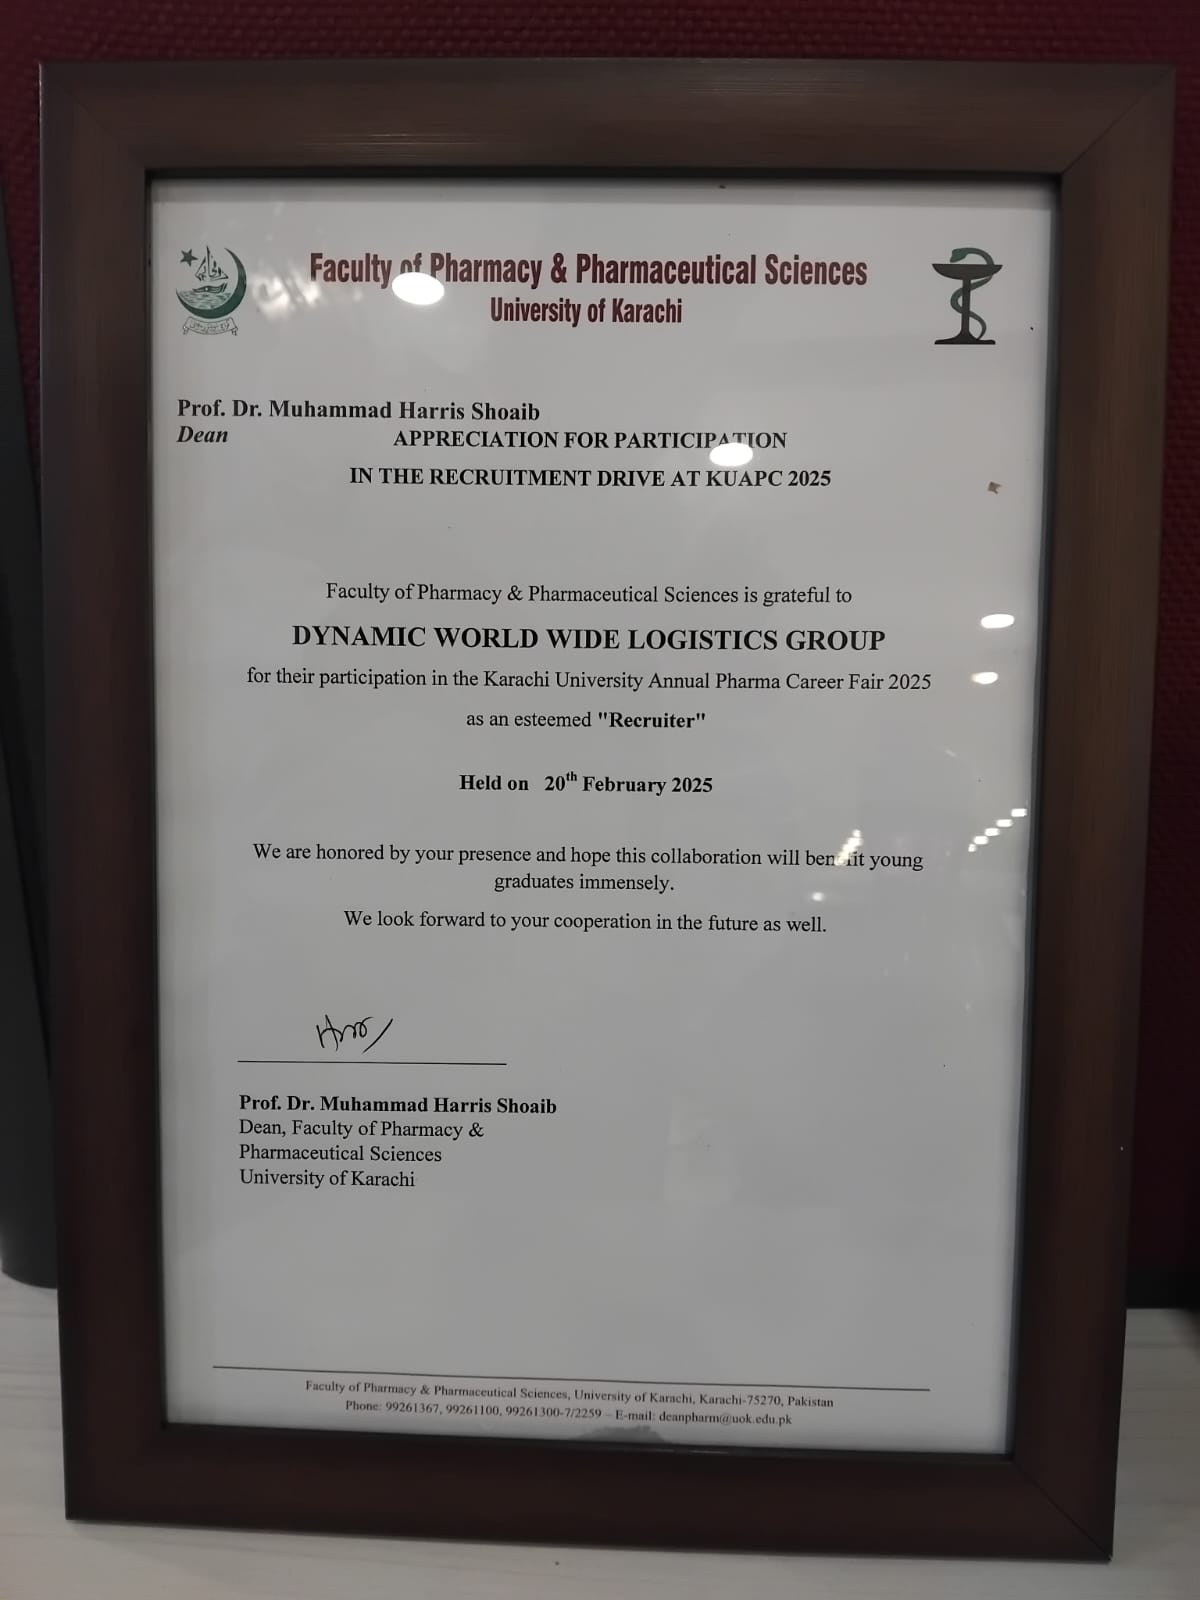 Faculty of Pharmacy & Pharmaceutical Sciences
University of Karachi
Prof. Dr. Muhammad Harris Shoaib
Dean
APPRECIATION FOR PARTICIPATION
IN THE RECRUITMENT DRIVE AT KUAPC 2025
Faculty of Pharmacy & Pharmaceutical Sciences is grateful to
DYNAMIC WORLD WIDE LOGISTICS GROUP
for their participation in the Karachi University Annual Pharma Career Fair 2025
as an esteemed "Recruiter"
Held on 20th February 2025
We are honored by your presence and hope this collaboration will benefit young
graduates immensely.
We look forward to your cooperation in the future as well.
Prof. Dr. Muhammad Harris Shoaib
Dean, Faculty of Pharmacy &
Pharmaceutical Sciences
University of Karachi
Faculty of Pharmacy & Pharmaceutical Sciences, University of Karachi, Karachi-75270, Pakistan
Phone: 99261367, 99261100, 99261300-7/2259 – E-mail: deanpharm@uok.edu.pk